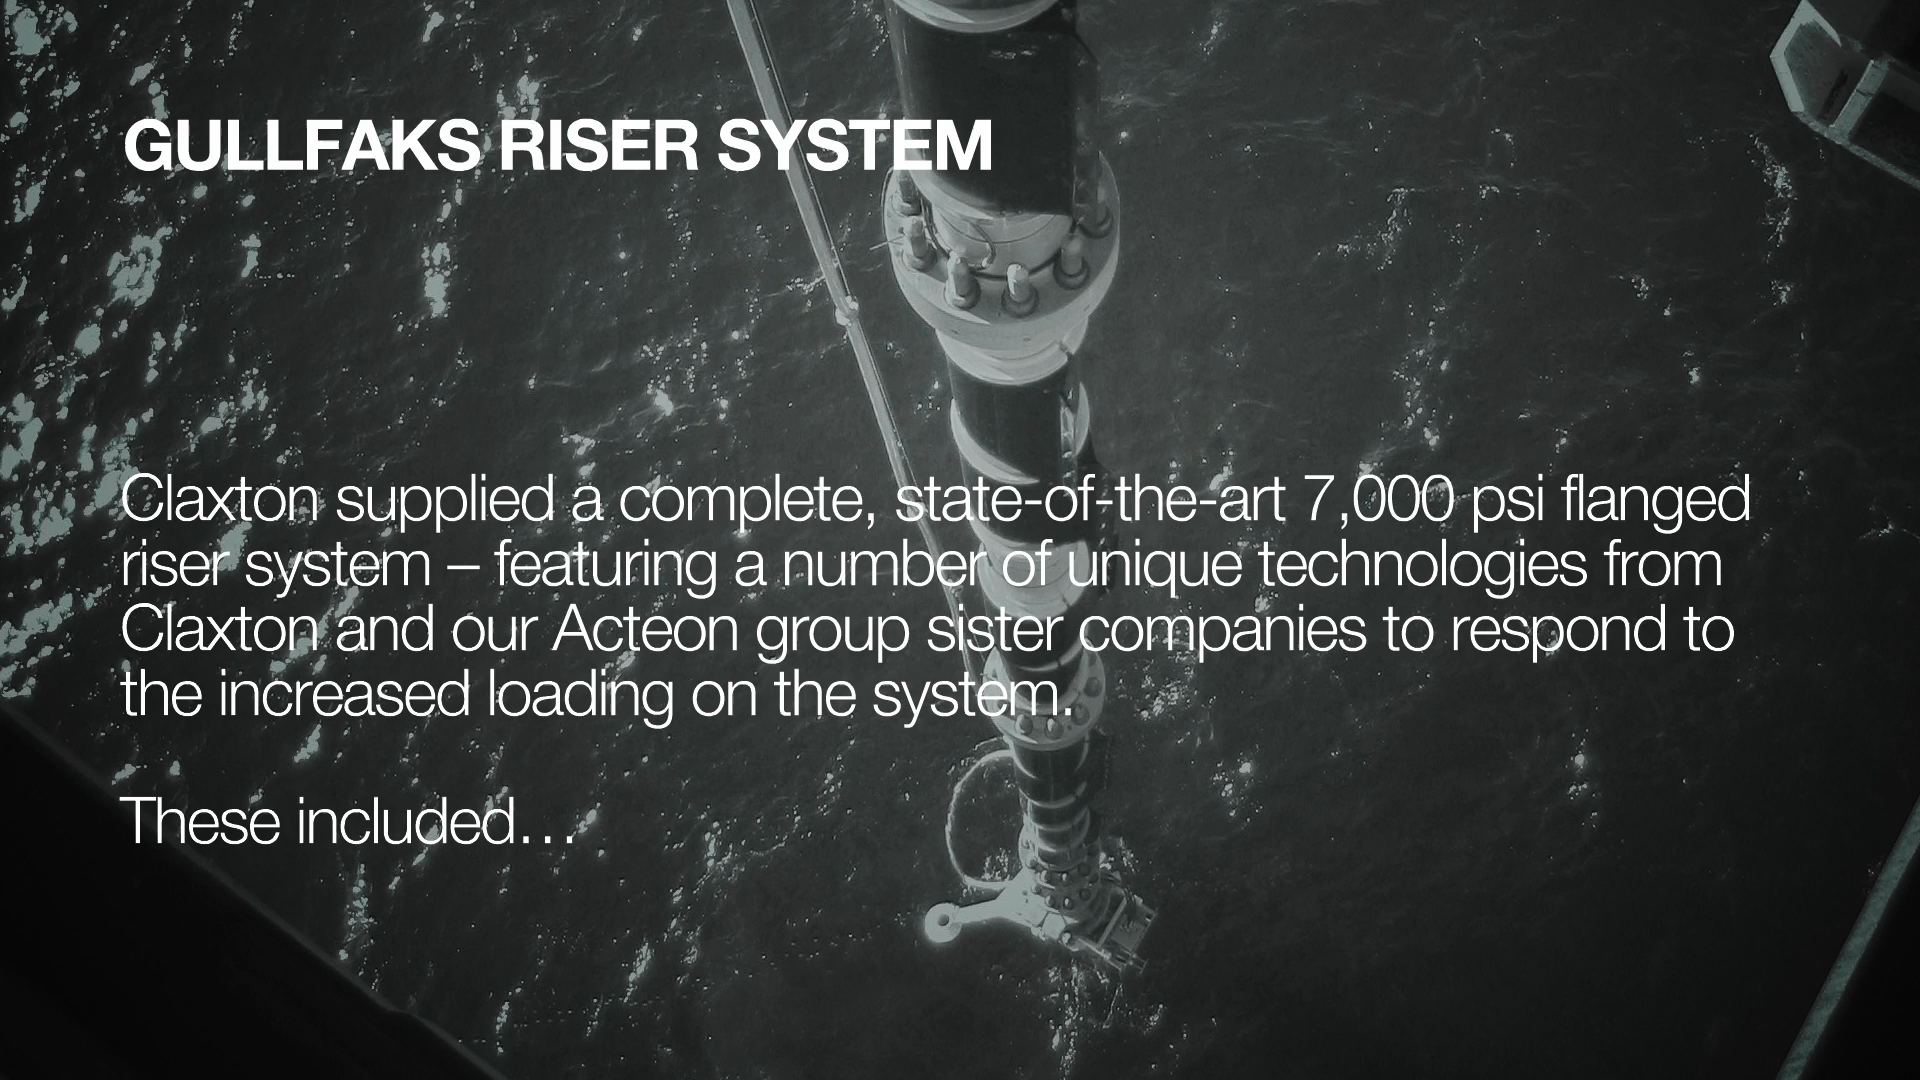 GULLFAKS RISER SYSTEM
Claxton supplied a complete, state-of-the-art 7,000 psi flanged
riser system – featuring a number of unique technologies from
Claxton and our Acteon group sister companies to respond to
the increased loading on the system.
These included…